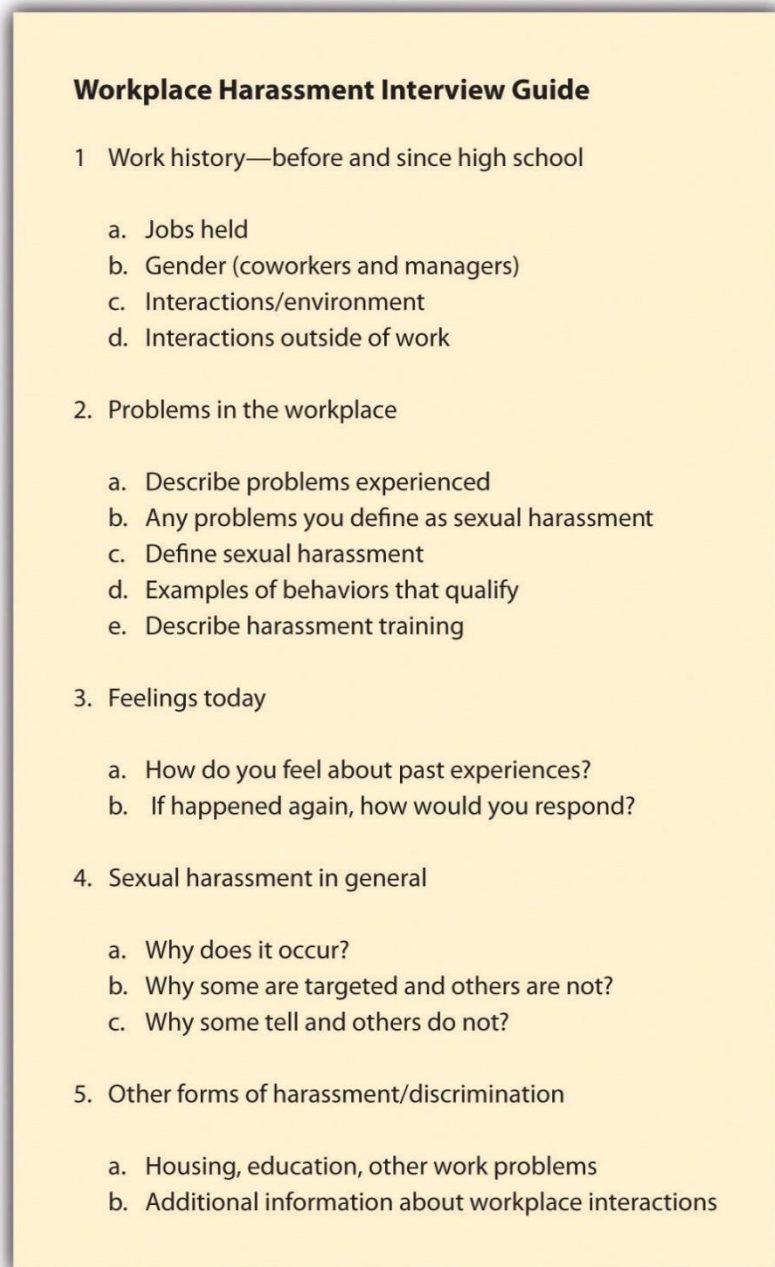 Workplace Harassment Interview Guide
1 Work history—before and since high school
a. Jobs held
b. Gender (coworkers and managers)
c. Interactions/environment
d. Interactions outside of work
2. Problems in the workplace
a. Describe problems experienced
b. Any problems you define as sexual harassment
c. Define sexual harassment
d. Examples of behaviors that qualify
e. Describe harassment training
3. Feelings today
a. How do you feel about past experiences?
b. If happened again, how would you respond?
4. Sexual harassment in general
a. Why does it occur?
b. Why some are targeted and others are not?
c. Why some tell and others do not?
5. Other forms of harassment/discrimination
a. Housing, education, other work problems
b. Additional information about workplace interactions